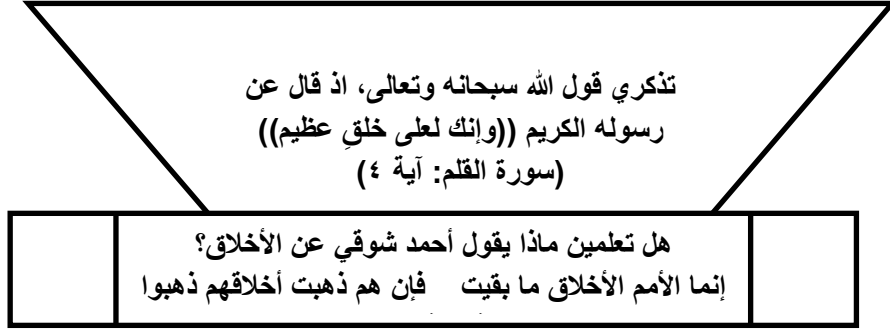 تذكري قول الله سبحانه وتعالى، اذ قال عن
رسوله الكريم ((وإنك لعلى خلقِ عظيم))
(سورة القلم: آية ٤)
هل تعلمين ماذا يقول أحمد شوقي عن الأخلاق؟
إنما الأمم الأخلاق ما بقيت فإن هم ذهبت أخلاقهم ذهبوا